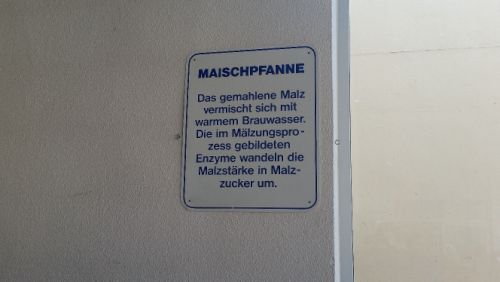 MAISCHPFANNE
Das gemahlene Malz
vermischt sich mit
warmem Brauwasser.
Die im Mälzungspro-
zess gebildeten
Enzyme wandeln die
Malzstärke in Malz-
zucker um.